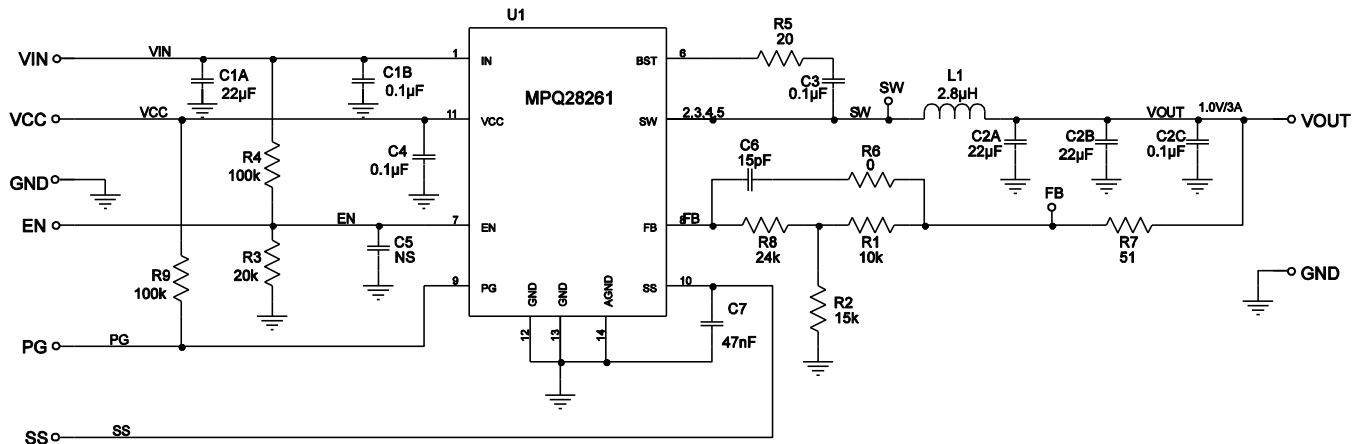 U1
VIN
VIN
C1A
22µF
C1B
0.1µF
1
IN
MPQ28261
BST
6
R5
20
C3
0.1µF
SW
L1
2.8µH
VCC
VCC
11
VCC
SW
2,3,4,5
SW
VOUT
1.0V/3A
VOUT
R4
100k
C4
0.1µF
C6
15pF
R6
0
C2A
22µF
C2B
22µF
C2C
0.1µF
GND
EN
EN
7
EN
FB
8
FB
R8
24k
R1
10k
FB
R7
51
R3
20k
C5
NS
R9
100k
9
PG
GND
GND
AGND
SS
10
C7
47nF
R2
15k
GND
12
13
14
PG
PG
SS
SS